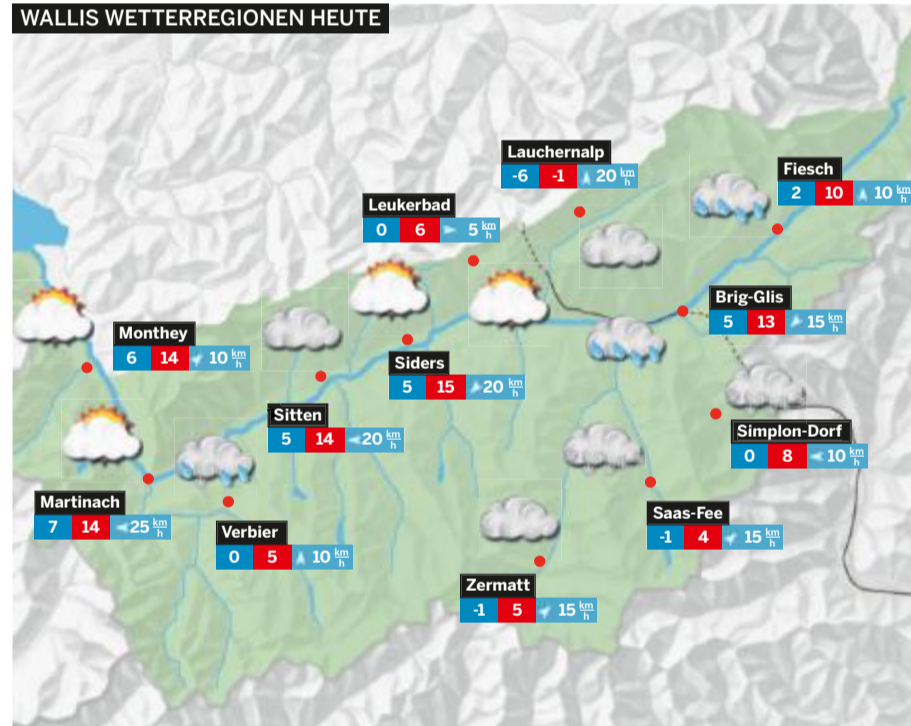 WALLIS WETTERREGIONEN HEUTE
Lauchernalp
-6 -1 20 km/h
Fiesch
2 10 10 km/h
Leukerbad
0 6 5 km/h
Brig-Glis
5 13 15 km/h
Monthey
6 14 10 km/h
Siders
5 15 20 km/h
Sitten
5 14 20 km/h
Simplon-Dorf
0 8 10 km/h
Martinach
7 14 25 km/h
Saas-Fee
-1 4 15 km/h
Verbier
0 5 10 km/h
Zermatt
-1 5 15 km/h